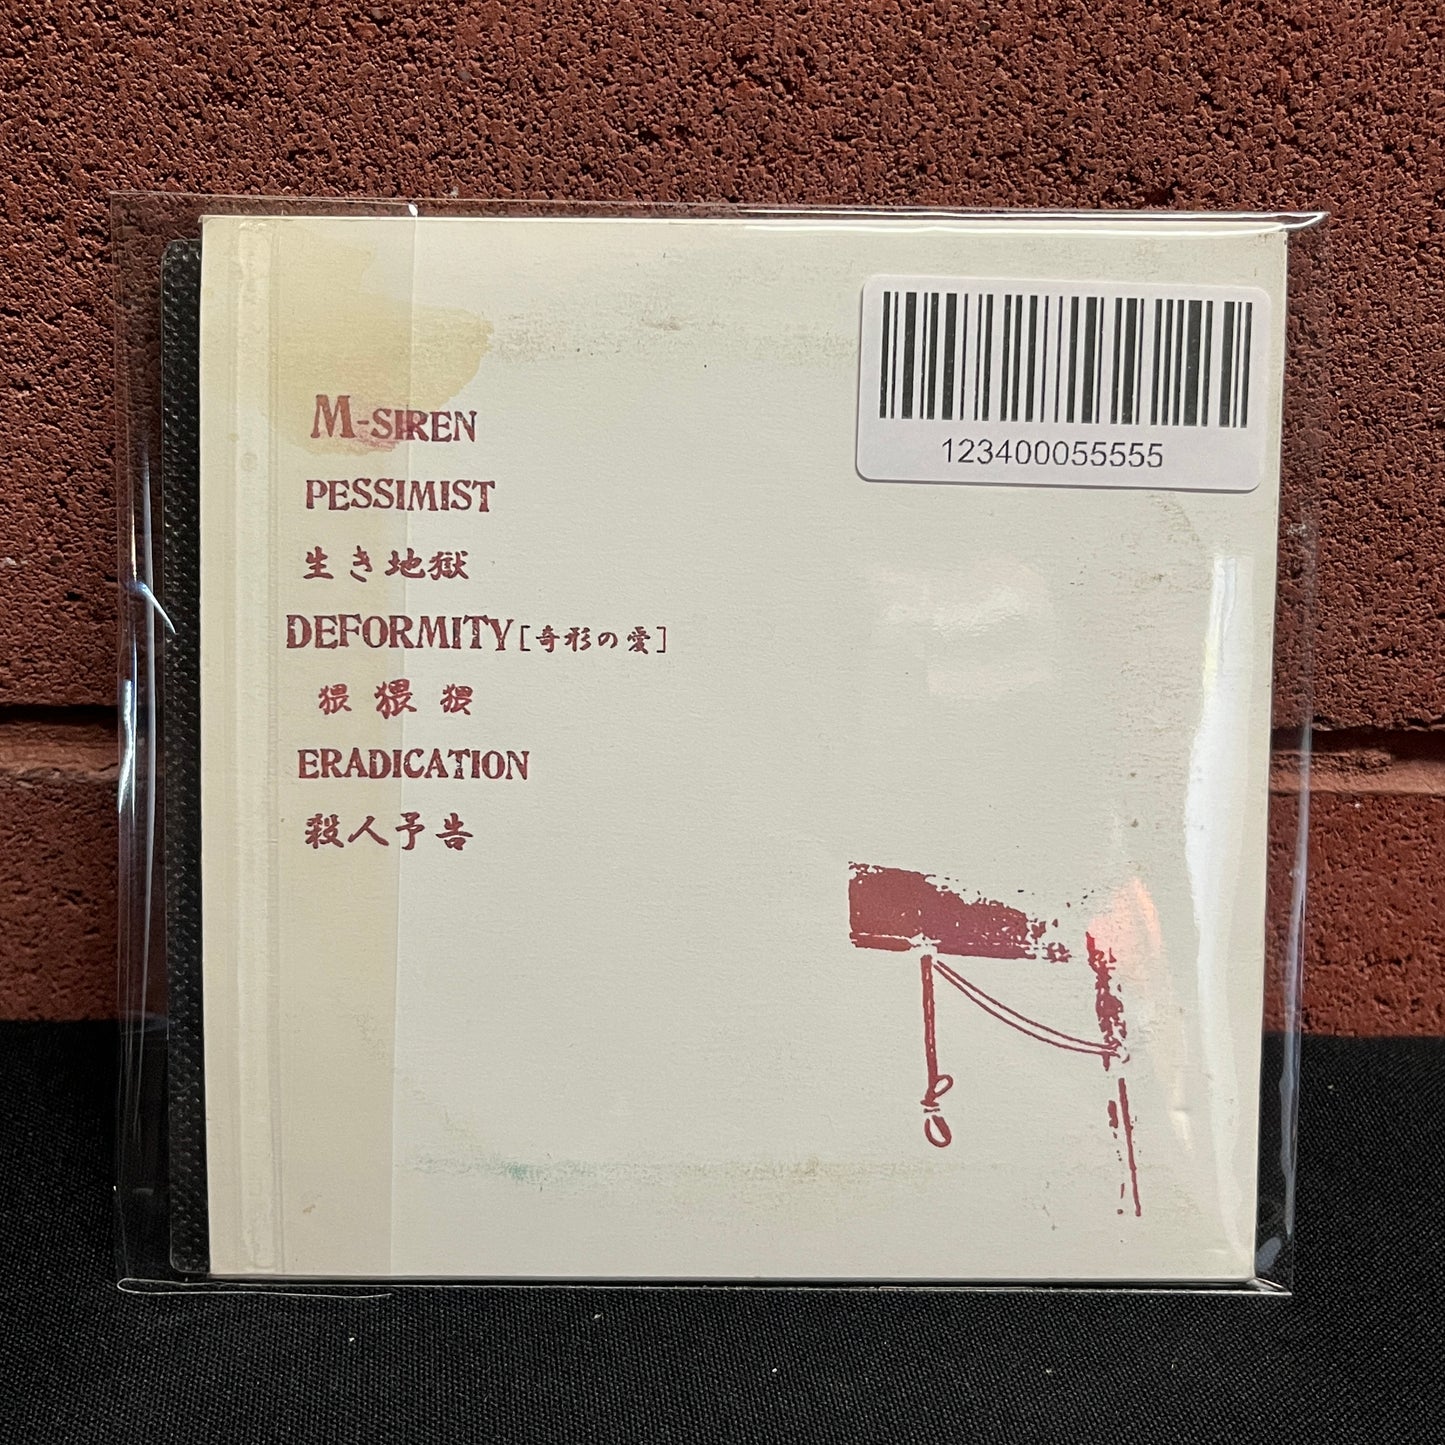 123400055555
M-SIREN
PESSIMIST
生き地獄
DEFORMITY[奇形の愛]
猥 猥 猥
ERADICATION
殺人予告